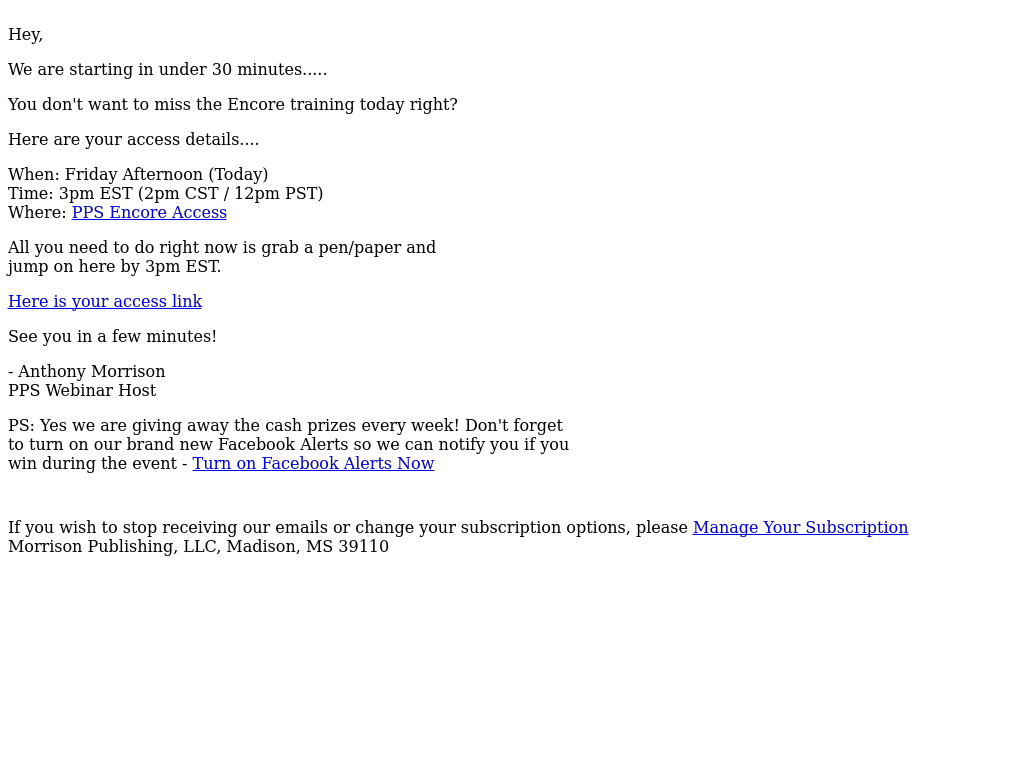 Hey,
We are starting in under 30 minutes.....
You don't want to miss the Encore training today right?
Here are your access details....
When: Friday Afternoon (Today)
Time: 3pm EST (2pm CST / 12pm PST)
Where: PPS Encore Access
All you need to do right now is grab a pen/paper and
jump on here by 3pm EST.
Here is your access link
See you in a few minutes!
- Anthony Morrison
PPS Webinar Host
PS: Yes we are giving away the cash prizes every week! Don't forget
to turn on our brand new Facebook Alerts so we can notify you if you
win during the event - Turn on Facebook Alerts Now
If you wish to stop receiving our emails or change your subscription options, please Manage Your Subscription
Morrison Publishing, LLC, Madison, MS 39110